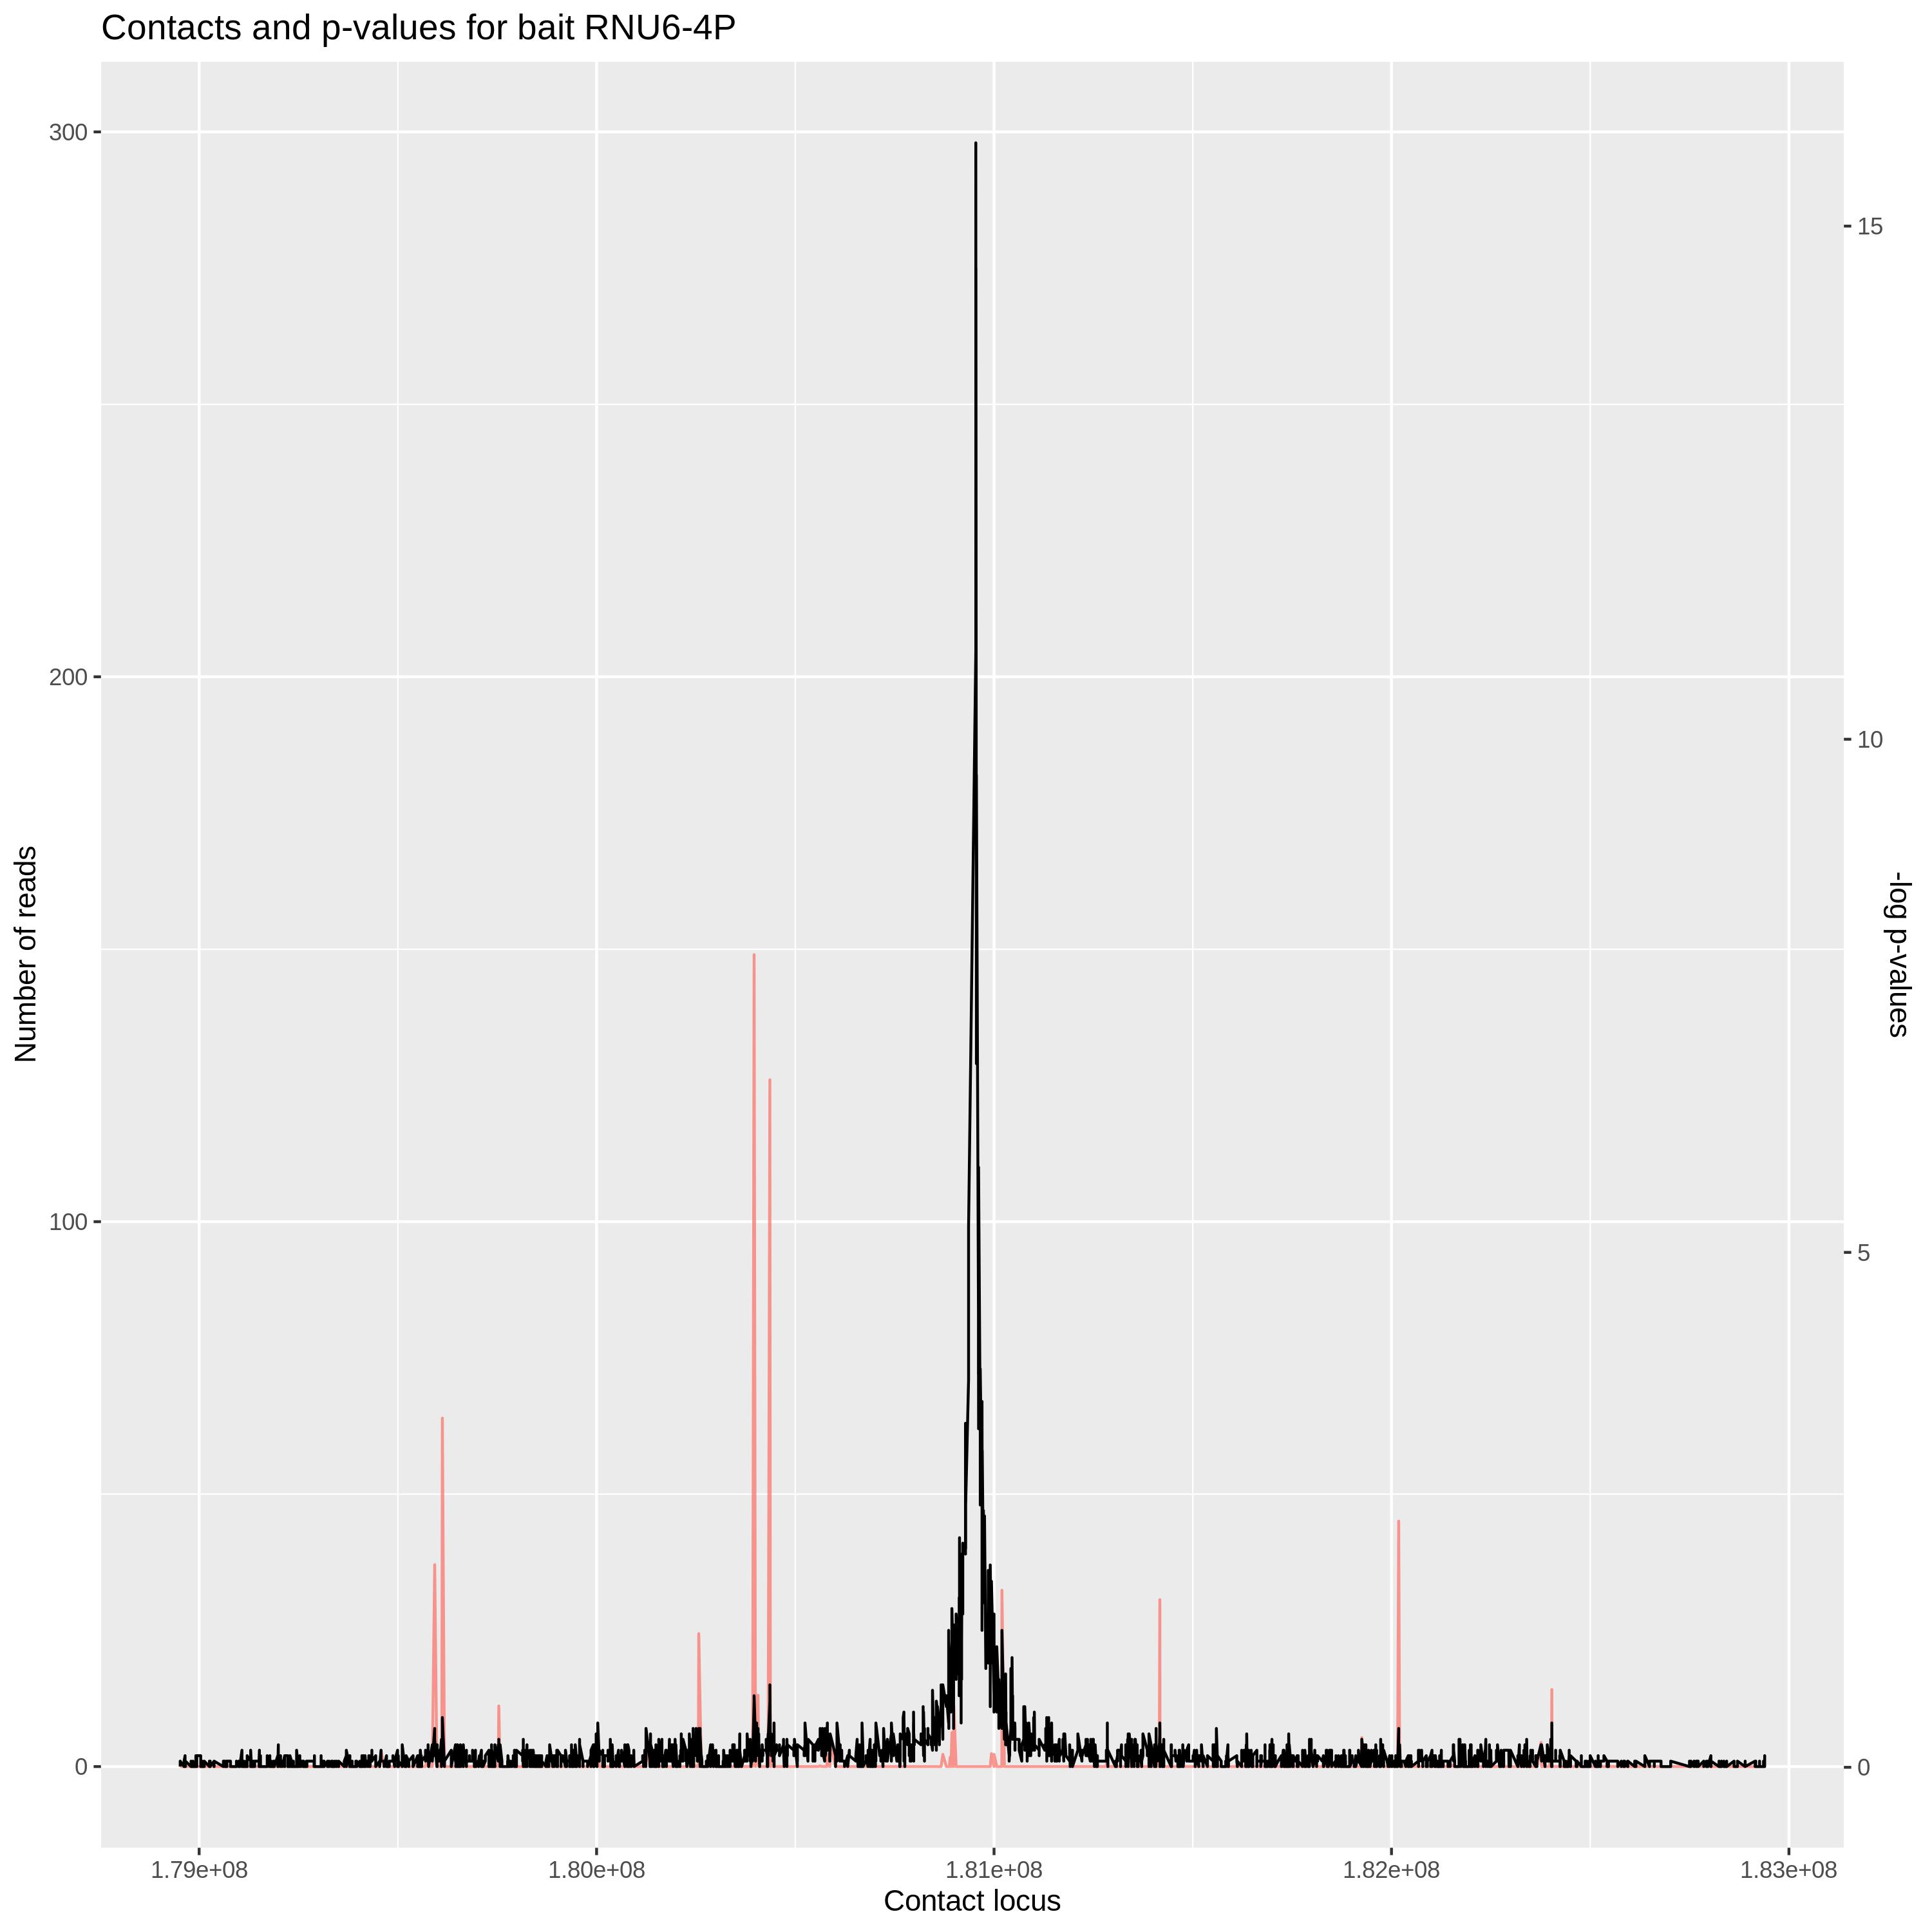 Contacts and p-values for bait RNU6-4P
300
200
100
0
Number of reads
15
10
5
0
-log p-values
1.79e+08
1.80e+08
1.81e+08
1.82e+08
1.83e+08
Contact locus